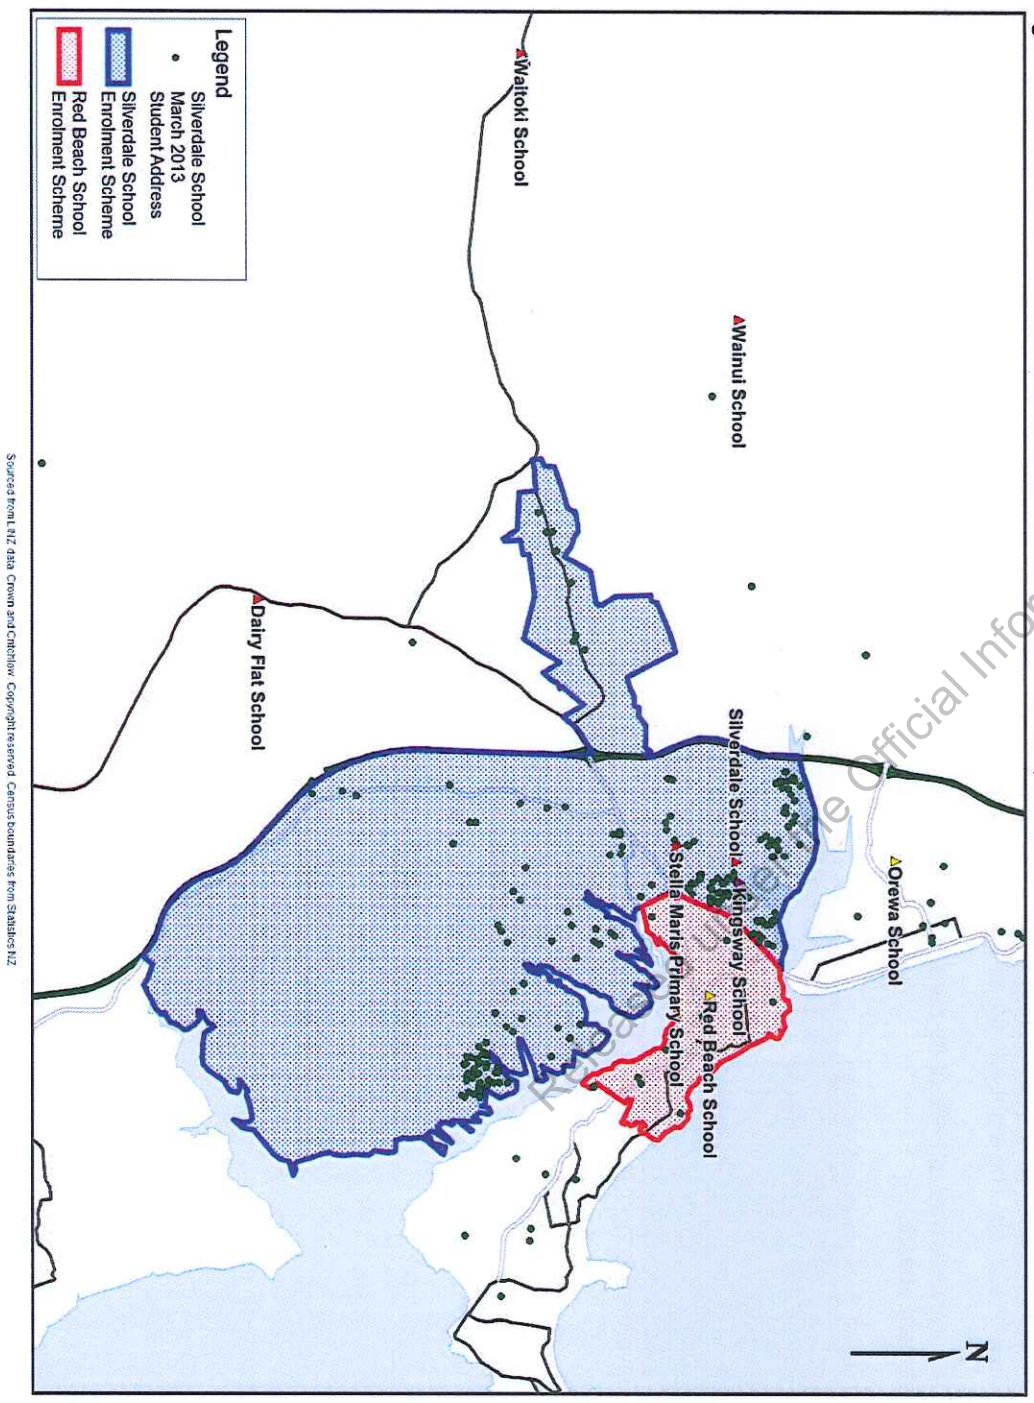 Legend
Silverdale School
March 2013
Student Address
Silverdale School
Enrolment Scheme
Red Beach School
Enrolment Scheme
Waitoki School
Wainui School
Dairy Flat School
Silverdale School
Kingsway School
Stella Maris Primary School
Red Beach School
Orewa School
N
Sourced from LINZ data. Crown and Critchlow. Copyright reserved. Census boundaries from Statistics NZ
Official